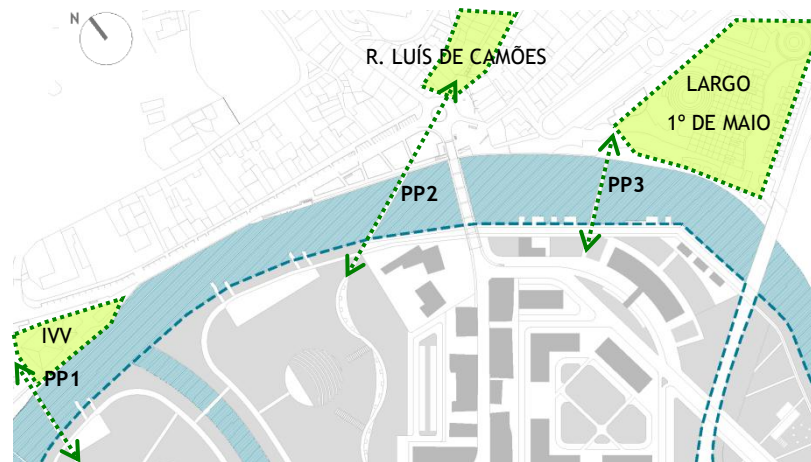 N
R. LUÍS DE CAMÕES
LARGO
1º DE MAIO
PP2
PP3
IVV
PP1